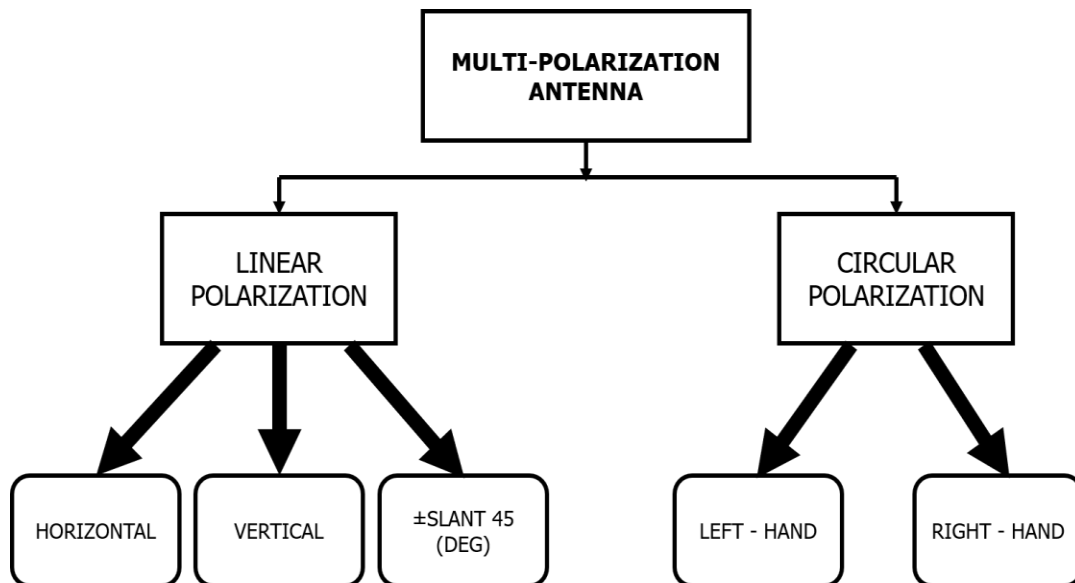 MULTI-POLARIZATION
ANTENNA
LINEAR
POLARIZATION
CIRCULAR
POLARIZATION
HORIZONTAL
VERTICAL
±SLANT 45
(DEG)
LEFT - HAND
RIGHT - HAND